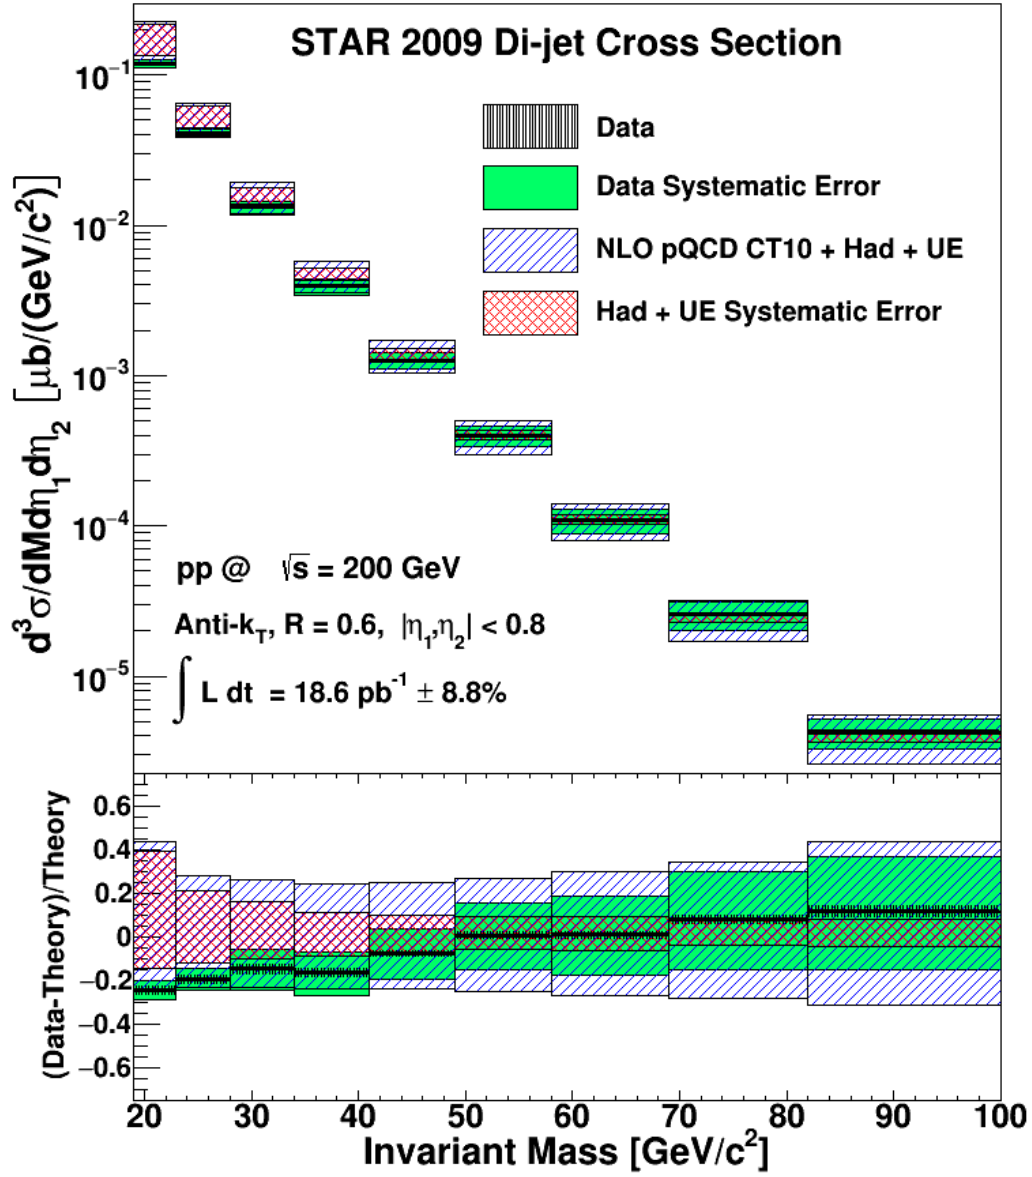 STAR 2009 Di-jet Cross Section
Data
Data Systematic Error
NLO pQCD CT10 + Had + UE
Had + UE Systematic Error
d³σ/dMdη₁dη₂ [μb/(GeV/c²)]
10⁻¹
10⁻²
10⁻³
10⁻⁴
10⁻⁵
pp @ √s = 200 GeV
Anti-k_T, R = 0.6, |η₁,η₂| < 0.8
∫ L dt = 18.6 pb⁻¹ ± 8.8%
(Data-Theory)/Theory
0.6
0.4
0.2
0
−0.2
−0.4
−0.6
20 30 40 50 60 70 80 90 100
Invariant Mass [GeV/c²]